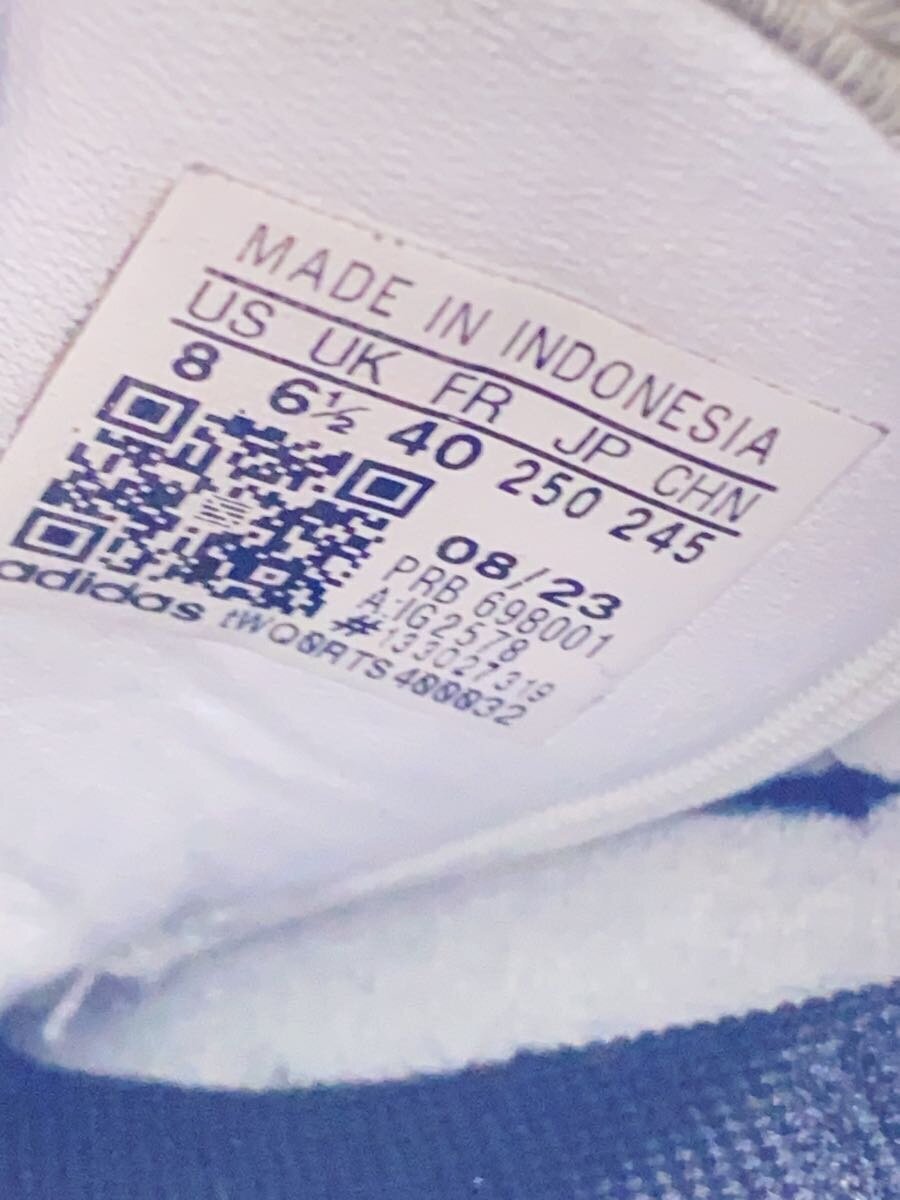 MADE IN INDONESIA
US UK FR JP CHN
8 6½ 40 250 245
08/23
PRB 698001
A:IG2578
#133027319
adidas tWQ0RTS400032